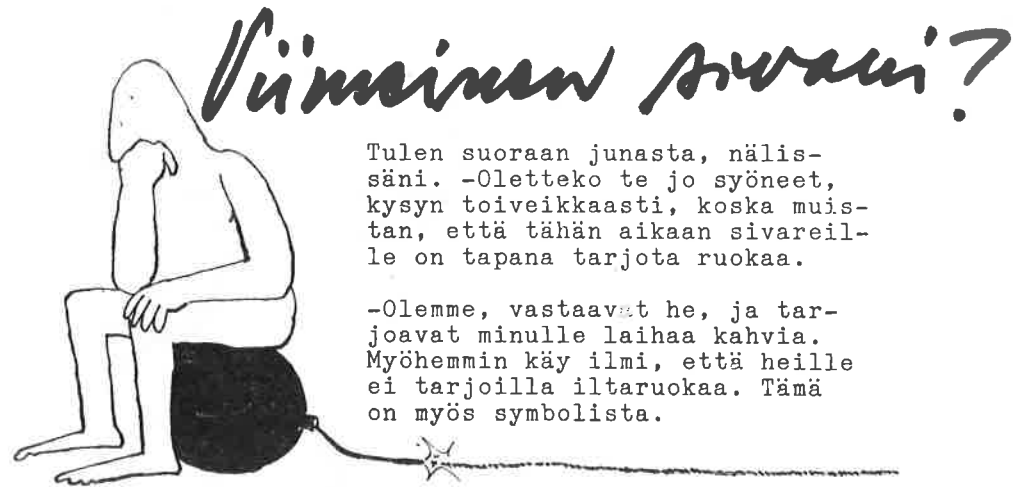 Viimeinen sivari?
Tulen suoraan junasta, nälis-
säni. -Oletteko te jo syöneet,
kysyn toiveikkaasti, koska muis-
tan, että tähän aikaan sivareil-
le on tapana tarjota ruokaa.
-Olemme, vastaavat he, ja tar-
joavat minulle laihaa kahvia.
Myöhemmin käy ilmi, että heille
ei tarjoilla iltaruokaa. Tämä
on myös symbolista.